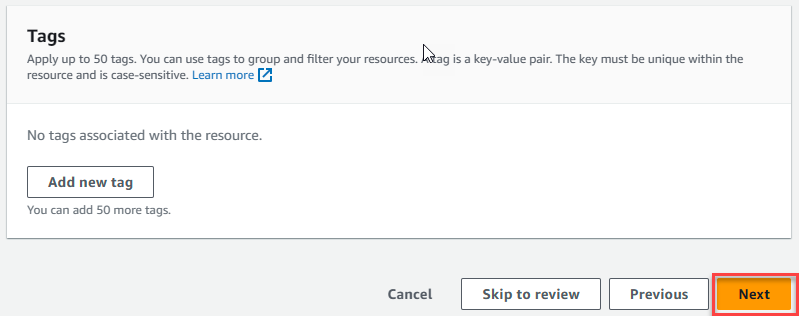 Tags
Apply up to 50 tags. You can use tags to group and filter your resources. tag is a key-value pair. The key must be unique within the
resource and is case-sensitive. Learn more
No tags associated with the resource.
Add new tag
You can add 50 more tags.
Cancel Skip to review Previous Next